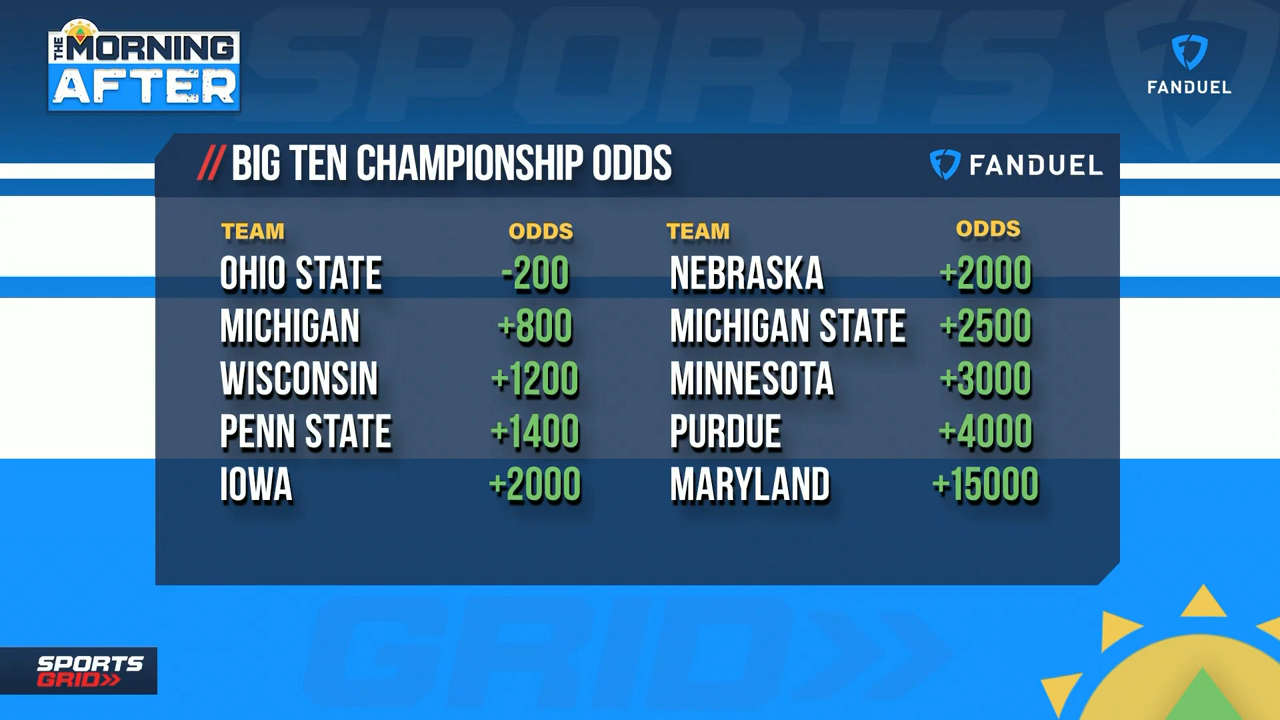 SPORTS
THE MORNING
AFTER
FANDUEL
// BIG TEN CHAMPIONSHIP ODDS
FANDUEL
TEAM ODDS TEAM ODDS
OHIO STATE -200 NEBRASKA +2000
MICHIGAN +800 MICHIGAN STATE +2500
WISCONSIN +1200 MINNESOTA +3000
PENN STATE +1400 PURDUE +4000
IOWA +2000 MARYLAND +15000
GRID>>
SPORTS
GRID>>